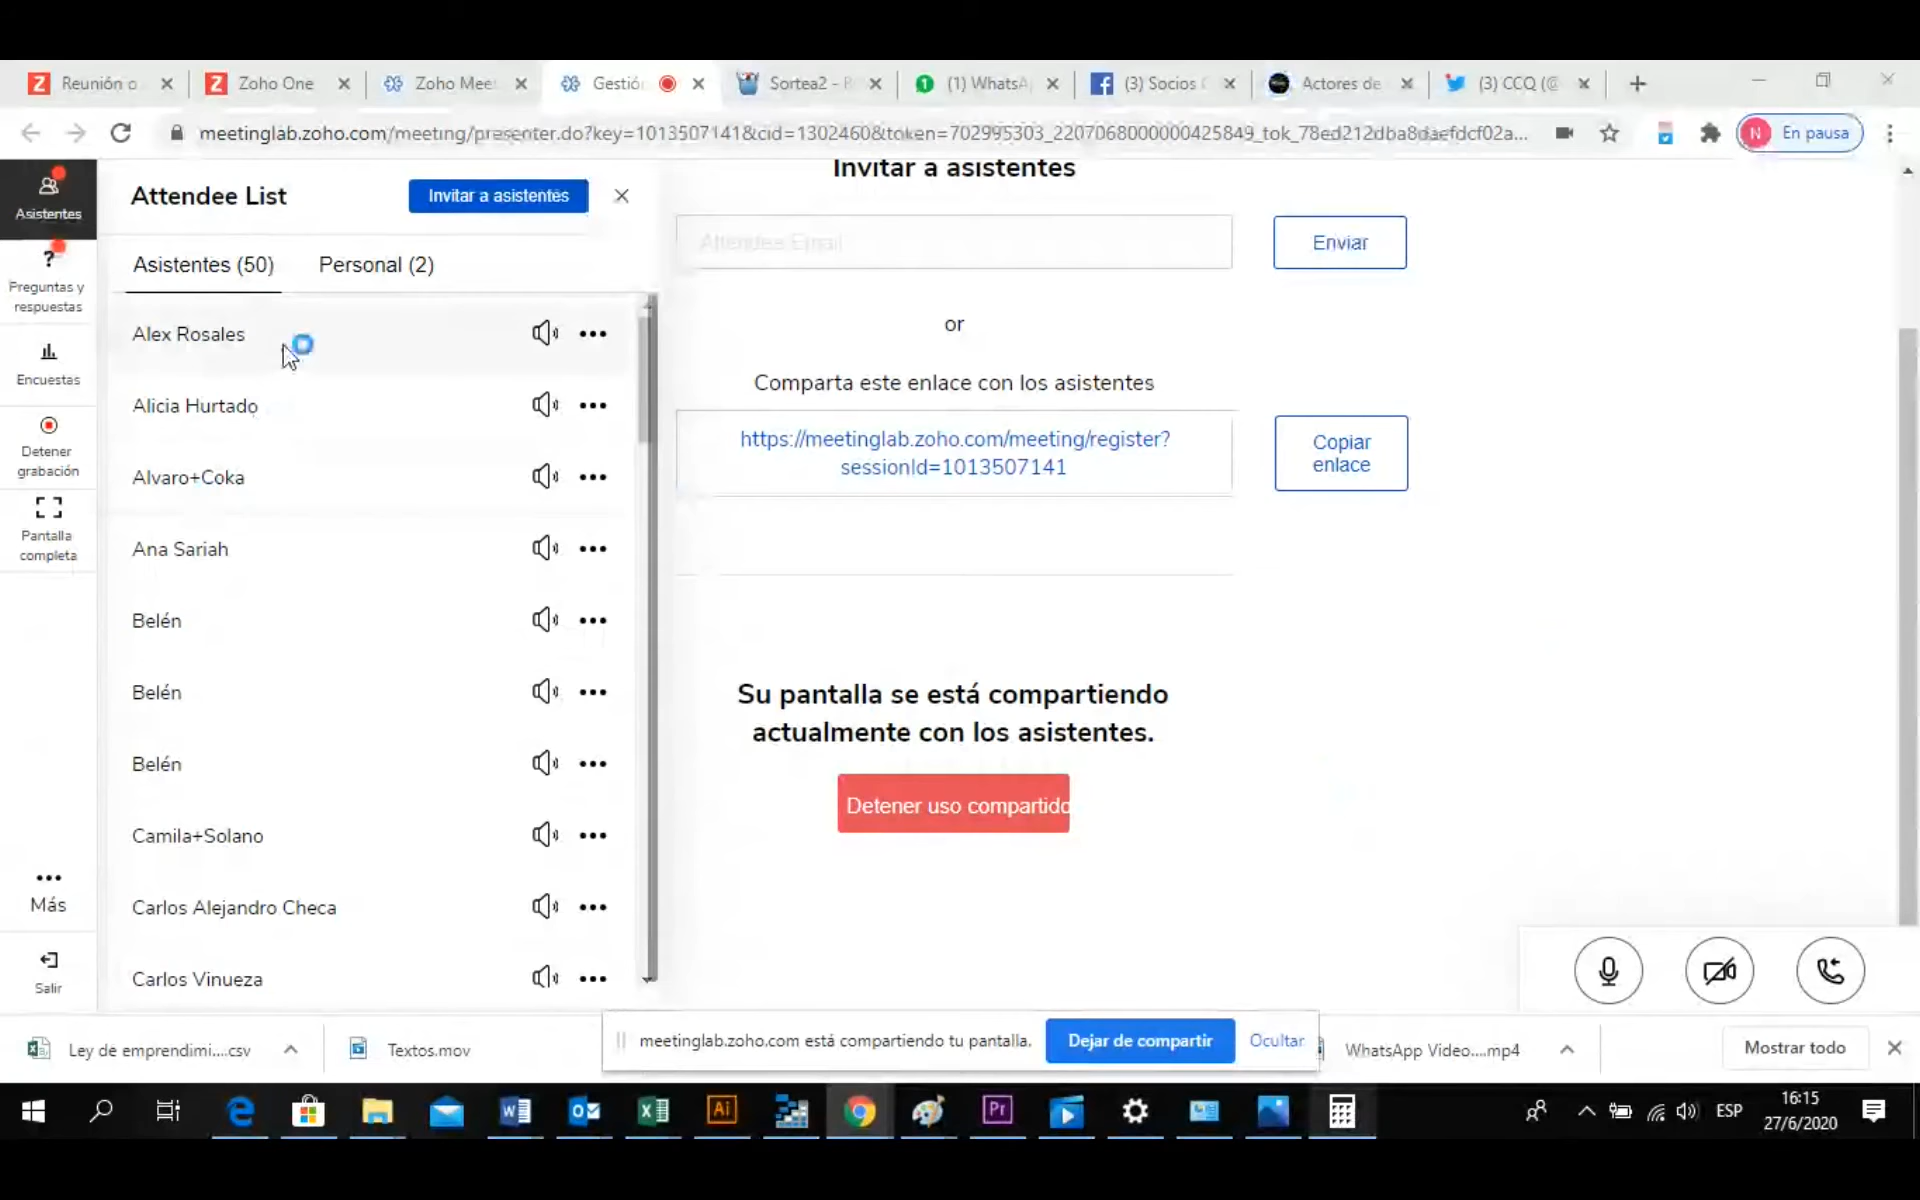 Reunión o
Zoho One
Zoho Mee
Gestió
Sortea2 -
(1) WhatsA
(3) Socios
Actores de
(3) CCQ (@
meetinglab.zoho.com/meeting/presenter.do?key=1013507141&cid=1302460&token=702995303_2207068000000425849_tok_78ed212dba8daefdcf02a...
N
En pausa
Asistentes
Preguntas y
respuestas
Encuestas
Detener
grabación
Pantalla
completa
Más
Salir
Attendee List
Invitar a asistentes
Asistentes (50)
Personal (2)
Alex Rosales
Alicia Hurtado
Alvaro+Coka
Ana Sariah
Belén
Belén
Belén
Camila+Solano
Carlos Alejandro Checa
Carlos Vinueza
Invitar a asistentes
Attendee Email
Enviar
or
Comparta este enlace con los asistentes
https://meetinglab.zoho.com/meeting/register?
sessionId=1013507141
Copiar
enlace
Su pantalla se está compartiendo
actualmente con los asistentes.
Detener uso compartido
Ley de emprendimi....csv
Textos.mov
meetinglab.zoho.com está compartiendo tu pantalla.
Dejar de compartir
Ocultar
WhatsApp Video....mp4
Mostrar todo
Ai
Pr
ESP
16:15
27/6/2020